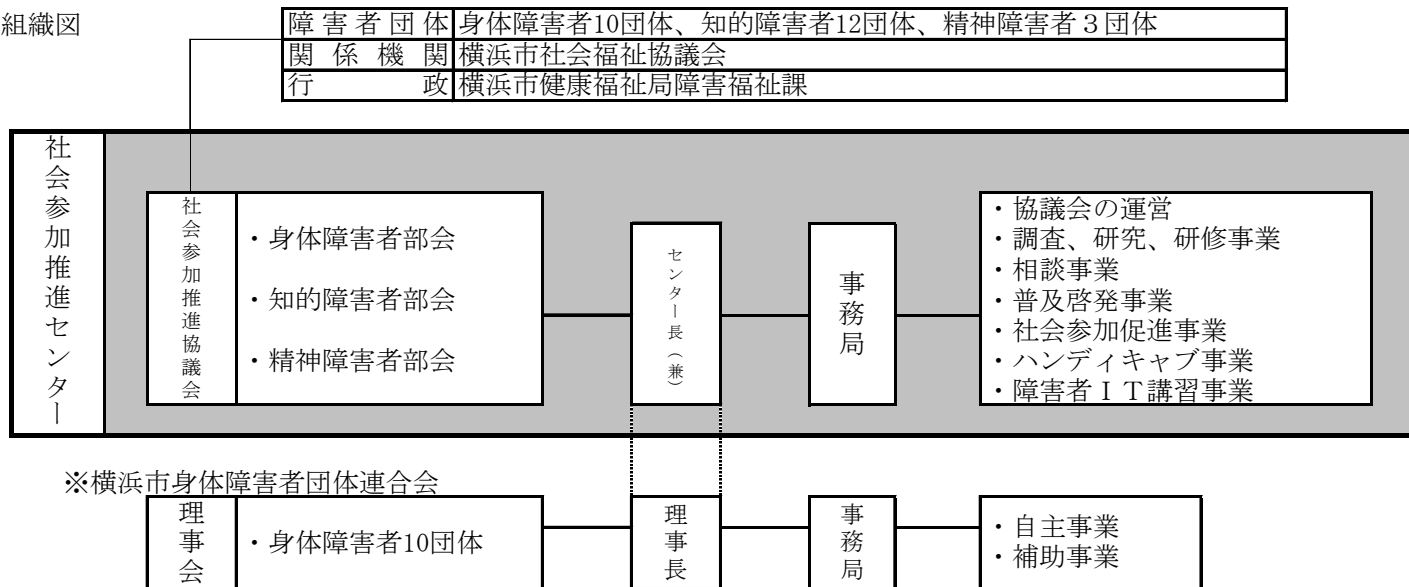 組織図
障害者団体 身体障害者10団体、知的障害者12団体、精神障害者３団体
関係機関 横浜市社会福祉協議会
行政 横浜市健康福祉局障害福祉課
社会参加推進センター
社会参加推進協議会
・身体障害者部会
・知的障害者部会
・精神障害者部会
センター長（兼）
事務局
・協議会の運営
・調査、研究、研修事業
・相談事業
・普及啓発事業
・社会参加促進事業
・ハンディキャブ事業
・障害者ＩＴ講習事業
※横浜市身体障害者団体連合会
理事会
・身体障害者10団体
理事長
事務局
・自主事業
・補助事業